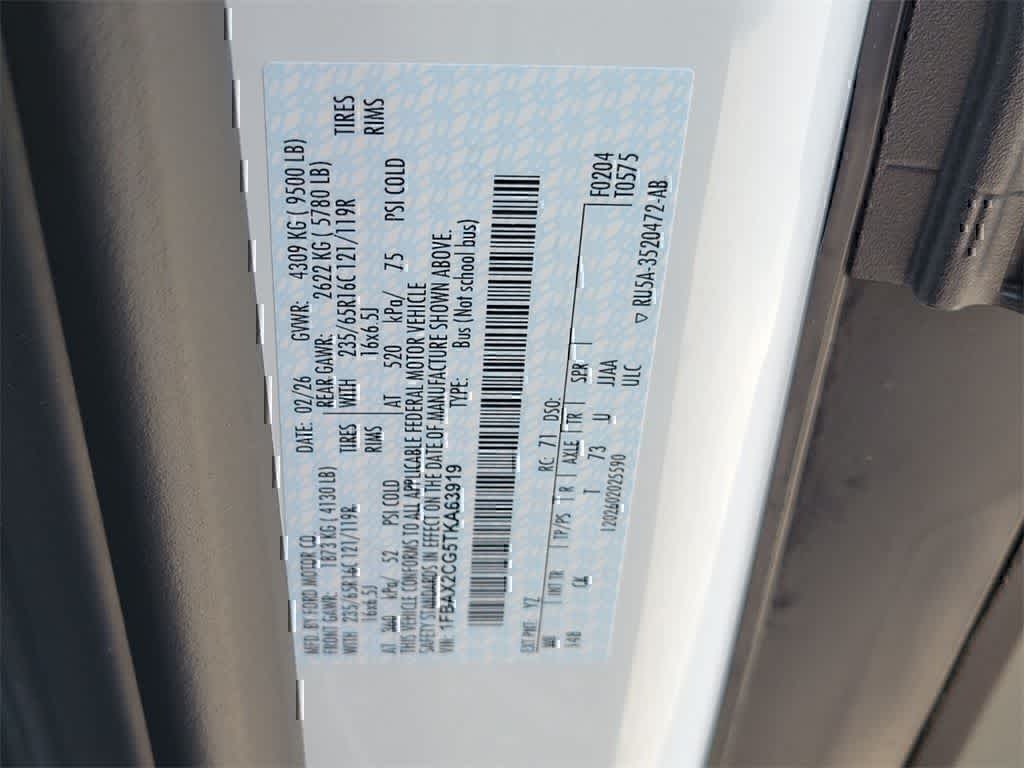 MFD. BY FORD MOTOR CO.
DATE: 02/26 GVWR: 4309 KG ( 9500 LB)
FRONT GAWR: 1873 KG ( 4130 LB) REAR GAWR: 2622 KG ( 5780 LB)
WITH 235/65R16C 121/119R TIRES WITH 235/65R16C 121/119R TIRES
16x6.5J RIMS 16x6.5J RIMS
AT kPa/ 52 PSI COLD AT 520 kPa/ 75 PSI COLD
THIS VEHICLE CONFORMS TO ALL APPLICABLE FEDERAL MOTOR VEHICLE
SAFETY STANDARDS IN EFFECT ON THE DATE OF MANUFACTURE SHOWN ABOVE.
VIN: 1FBAX2CG5TKA63919 TYPE: Bus (Not school bus)
EXT PNT: YZ RC: 71 DSO: F0204
INT TR TP/PS R AXLE TR SPR T0575
148 CK T 73 U JJAA
120260202SS90 ULC
▽ RU5A-3520472-AB